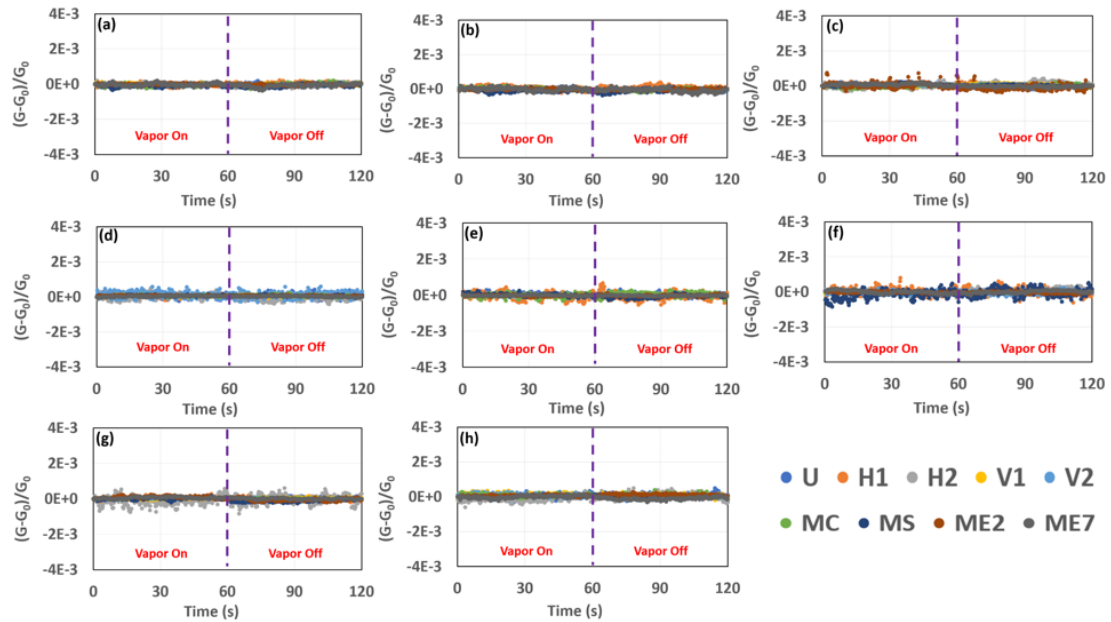 (a)
(G-G0)/G0
4E-3
2E-3
0E+0
-2E-3
-4E-3
Vapor On
Vapor Off
0 30 60 90 120
Time (s)
(b)
(G-G0)/G0
4E-3
2E-3
0E+0
-2E-3
-4E-3
Vapor On
Vapor Off
0 30 60 90 120
Time (s)
(c)
(G-G0)/G0
4E-3
2E-3
0E+0
-2E-3
-4E-3
Vapor On
Vapor Off
0 30 60 90 120
Time (s)
(d)
(G-G0)/G0
4E-3
2E-3
0E+0
-2E-3
-4E-3
Vapor On
Vapor Off
0 30 60 90 120
Time (s)
(e)
(G-G0)/G0
4E-3
2E-3
0E+0
-2E-3
-4E-3
Vapor On
Vapor Off
0 30 60 90 120
Time (s)
(f)
(G-G0)/G0
4E-3
2E-3
0E+0
-2E-3
-4E-3
Vapor On
Vapor Off
0 30 60 90 120
Time (s)
(g)
(G-G0)/G0
4E-3
2E-3
0E+0
-2E-3
-4E-3
Vapor On
Vapor Off
0 30 60 90 120
Time (s)
(h)
(G-G0)/G0
4E-3
2E-3
0E+0
-2E-3
-4E-3
Vapor On
Vapor Off
0 30 60 90 120
Time (s)
U H1 H2 V1 V2
MC MS ME2 ME7